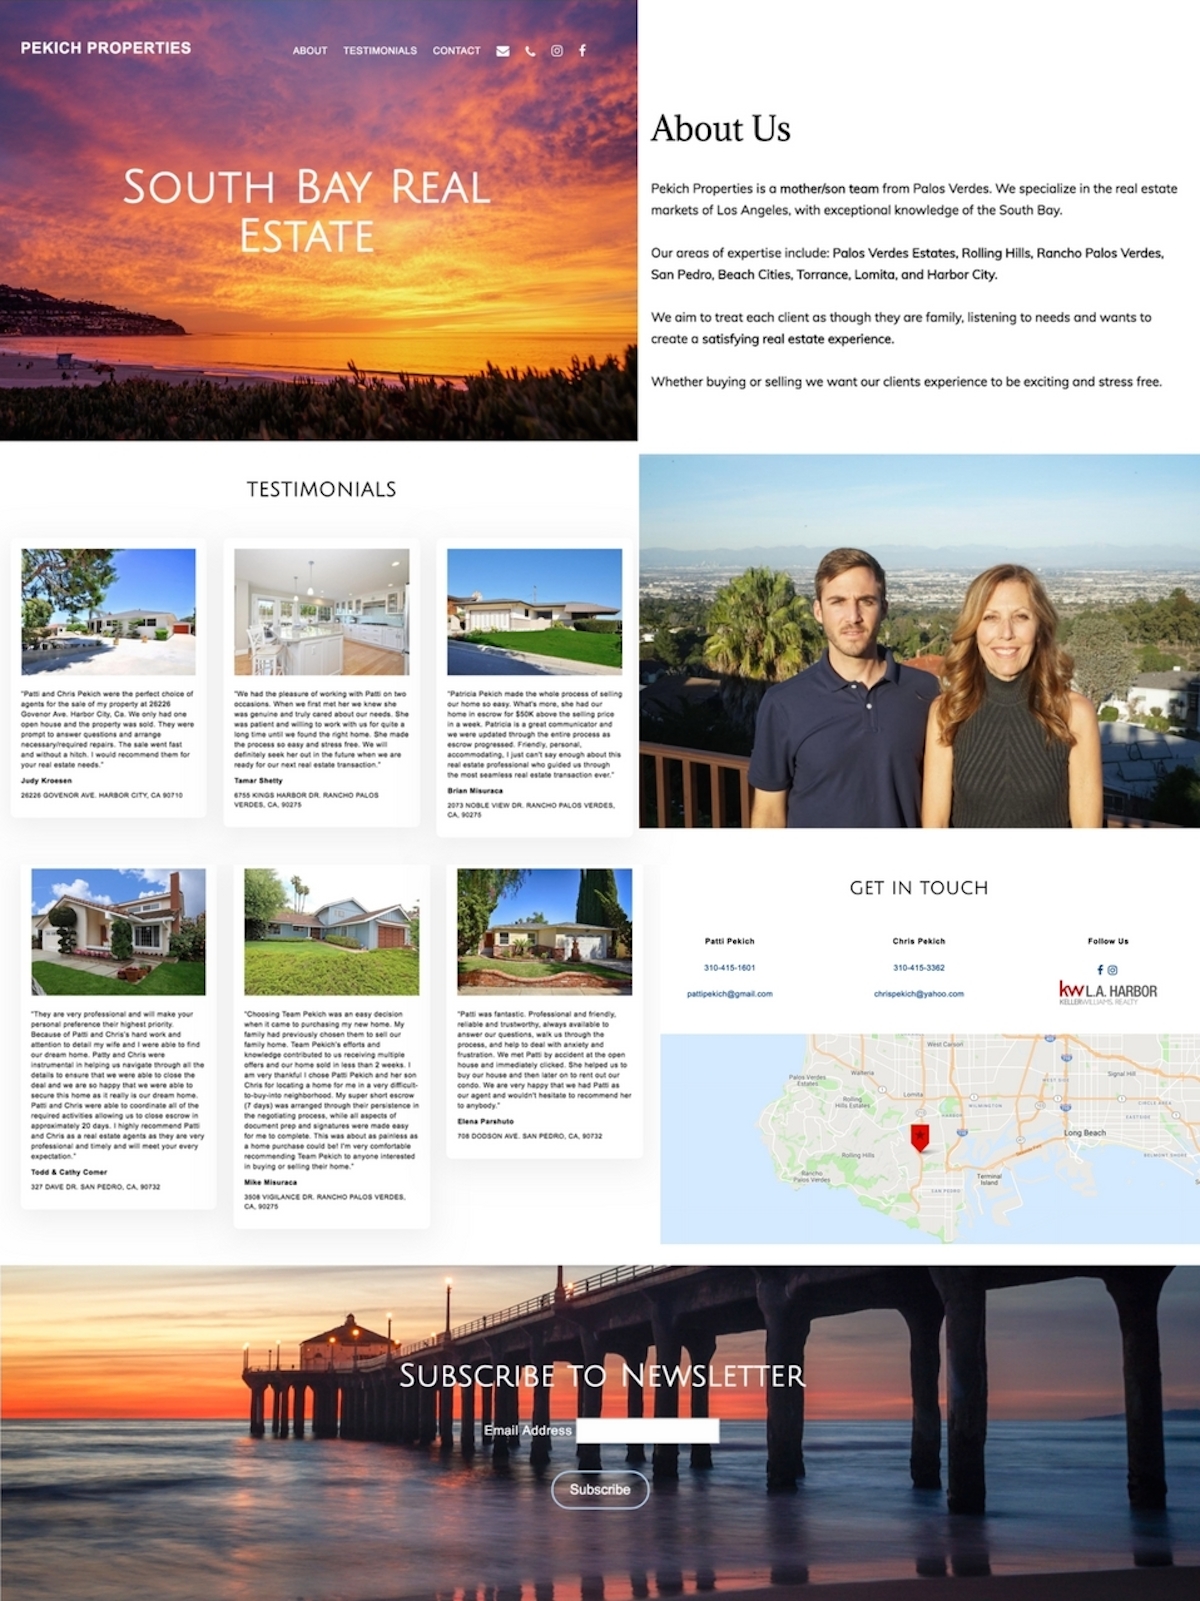 PEKICH PROPERTIES
ABOUT TESTIMONIALS CONTACT
South Bay Real
Estate
About Us
Pekich Properties is a mother/son team from Palos Verdes. We specialize in the real estate
markets of Los Angeles, with exceptional knowledge of the South Bay.
Our areas of expertise include: Palos Verdes Estates, Rolling Hills, Rancho Palos Verdes,
San Pedro, Beach Cities, Torrance, Lomita, and Harbor City.
We aim to treat each client as though they are family, listening to needs and wants to
create a satisfying real estate experience.
Whether buying or selling we want our clients experience to be exciting and stress free.
TESTIMONIALS
"Patti and Chris Pekich were the perfect choice of
agents for the sale of my property at 26226
Govenor Ave. Harbor City, Ca. We only had one
open house and the property was sold. They were
prompt to answer questions and arrange
necessary/required repairs. The sale went fast
and without a hitch. I would recommend them for
your real estate needs."
Judy Kroesen
26226 GOVENOR AVE. HARBOR CITY, CA 90710
"We had the pleasure of working with Patti on two
occasions. When we first met her we knew she
was genuine and truly cared about our needs. She
was patient and willing to work with us for quite a
long time until we found the right home. She made
the process so easy and stress free. We will
definitely seek her out in the future when we are
ready for our next real estate transaction."
Tamar Shetty
6755 KINGS HARBOR DR. RANCHO PALOS
VERDES, CA, 90275
"Patricia Pekich made the whole process of selling
our home so easy. What's more, she had our
home in escrow for $50K above the selling price
in a week. Patricia is a great communicator and
we were updated through the entire process as
escrow progressed. Friendly, personal,
accommodating, I just can't say enough about this
real estate professional who guided us through
the most seamless real estate transaction ever."
Brian Misuraca
2073 NOBLE VIEW DR. RANCHO PALOS VERDES,
CA, 90275
"They are very professional and will make your
personal preference their highest priority.
Because of Patti and Chris's hard work and
attention to detail my wife and I were able to find
our dream home. Patty and Chris were
instrumental in helping us navigate through all the
details to ensure that we were able to close the
deal and we are so happy that we were able to
secure this home as it really is our dream home.
Patti and Chris were able to coordinate all of the
required activities allowing us to close escrow in
approximately 20 days. I highly recommend Patti
and Chris as a real estate agents as they are very
professional and timely and will meet your every
expectation."
Todd & Cathy Comer
327 DAVE DR. SAN PEDRO, CA, 90732
"Choosing Team Pekich was an easy decision
when it came to purchasing my new home. My
family had previously chosen them to sell our
family home. Team Pekich's efforts and
knowledge contributed to us receiving multiple
offers and our home sold in less than 2 weeks. I
am very thankful I chose Patti Pekich and her son
Chris for locating a home for me in a very difficult-
to-buy-into neighborhood. My super short escrow
(7 days) was arranged through their persistence in
the negotiating process, while all aspects of
document prep and signatures were made easy
for me to complete. This was about as painless as
a home purchase could be! I'm very comfortable
recommending Team Pekich to anyone interested
in buying or selling their home."
Mike Misuraca
3508 VIGILANCE DR. RANCHO PALOS VERDES,
CA, 90275
"Patti was fantastic. Professional and friendly,
reliable and trustworthy, always available to
answer our questions, walk us through the
process, and help to deal with anxiety and
frustration. We met Patti by accident at the open
house and immediately clicked. She helped us to
buy our house and then later on to rent out our
condo. We are very happy that we had Patti as
our agent and wouldn't hesitate to recommend her
to anybody."
Elena Parshuto
708 DODSON AVE. SAN PEDRO, CA, 90732
GET IN TOUCH
Patti Pekich
310-415-1601
pattipekich@gmail.com
Chris Pekich
310-415-3362
chrispekich@yahoo.com
Follow Us
kw L.A. HARBOR
KELLERWILLIAMS. REALTY
West Carson
Palos Verdes
Estates
Walteria
Signal Hill
Lomita
Rolling
Hills Estates
WEST SIDE
CIRCLE AREA
HARBOR
WILMINGTON
EASTSIDE
Long Beach
Rolling Hills
BELMONT SHORE
Rancho
Palos Verdes
Terminal
Island
SAN PEDRO
Subscribe to Newsletter
Email Address
Subscribe